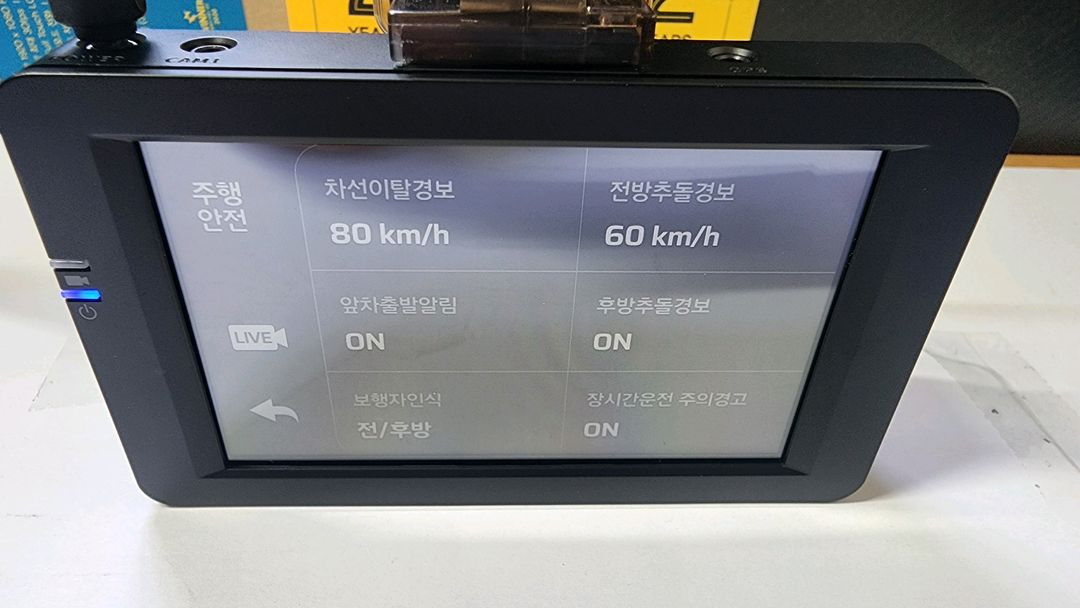 CAM1
주행
안전
차선이탈경보
80 km/h
전방추돌경보
60 km/h
앞차출발알림
ON
후방추돌경보
ON
LIVE
보행자인식
전/후방
장시간운전 주의경고
ON